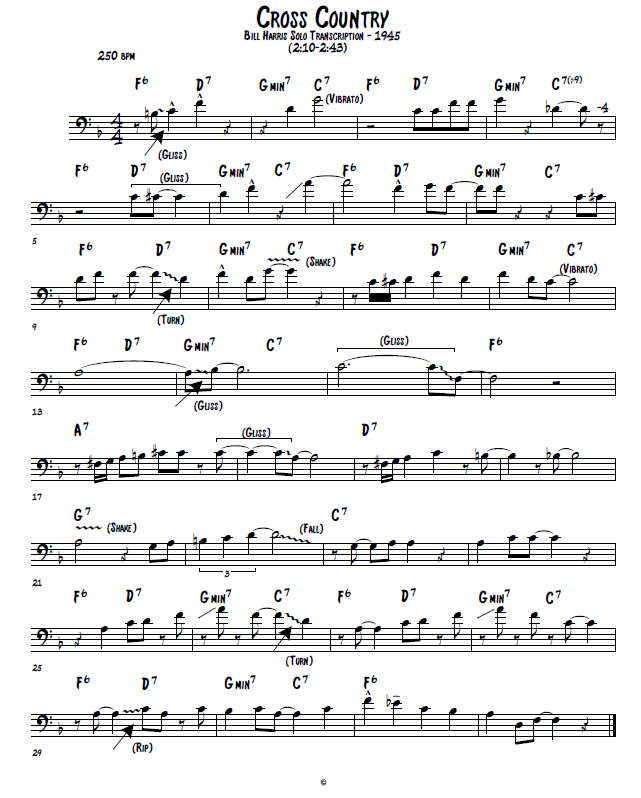 Cross Country
Bill Harris Solo Transcription - 1945
(2:10-2:43)
250 bpm
F6 D7 Gmin7 C7 F6 D7 Gmin7 C7(b9)
(Vibrato)
4
4
-4
(Gliss)
F6 D7 Gmin7 C7 F6 D7 Gmin7 C7
(Gliss)
5
F6 D7 Gmin7 C7 F6 D7 Gmin7 C7
(Shake) (Vibrato)
9
(Turn)
F6 D7 Gmin7 C7 (Gliss) F6
13
(Gliss)
A7 D7
(Gliss)
17
G7 C7
(Shake) (Fall)
3
21
F6 D7 Gmin7 C7 F6 D7 Gmin7 C7
25
(Turn)
F6 D7 Gmin7 C7 F6
29
(Rip)
©